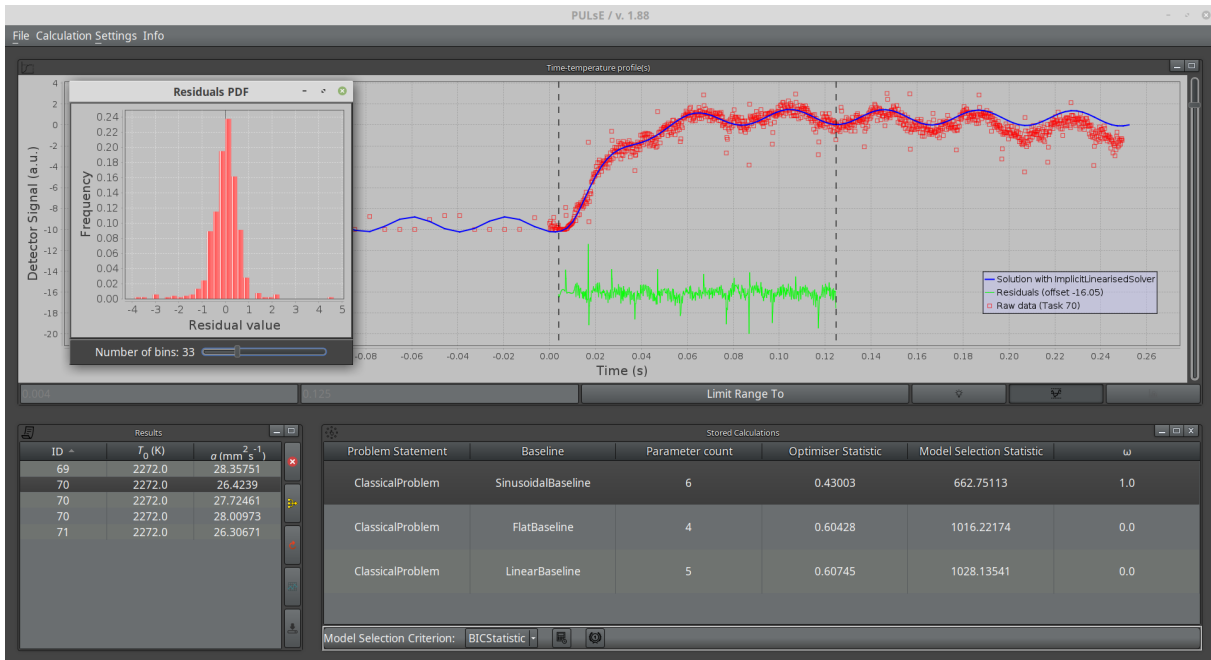 PULsE / v. 1.88
File Calculation Settings Info
Time-temperature profile(s)
Residuals PDF
0.24
0.22
0.20
0.18
0.16
0.14
0.12
0.10
0.08
0.06
0.04
0.02
0.00
Frequency
-4 -3 -2 -1 0 1 2 3 4 5
Residual value
Number of bins: 33
4
2
0
-2
-4
-6
-8
-10
-12
-14
-16
-18
-20
Detector Signal (a.u.)
Solution with ImplicitLinearisedSolver
Residuals (offset -16.05)
Raw data (Task 70)
-0.08 -0.06 -0.04 -0.02 0.00 0.02 0.04 0.06 0.08 0.10 0.12 0.14 0.16 0.18 0.20 0.22 0.24 0.26
Time (s)
0.004 0.125 Limit Range To
Results
ID T0 (K) a (mm2 s-1)
69 2272.0 28.35751
70 2272.0 26.4239
70 2272.0 27.72461
70 2272.0 28.00973
71 2272.0 26.30671
Stored Calculations
Problem Statement Baseline Parameter count Optimiser Statistic Model Selection Statistic ω
ClassicalProblem SinusoidalBaseline 6 0.43003 662.75113 1.0
ClassicalProblem FlatBaseline 4 0.60428 1016.22174 0.0
ClassicalProblem LinearBaseline 5 0.60745 1028.13541 0.0
Model Selection Criterion: BICStatistic